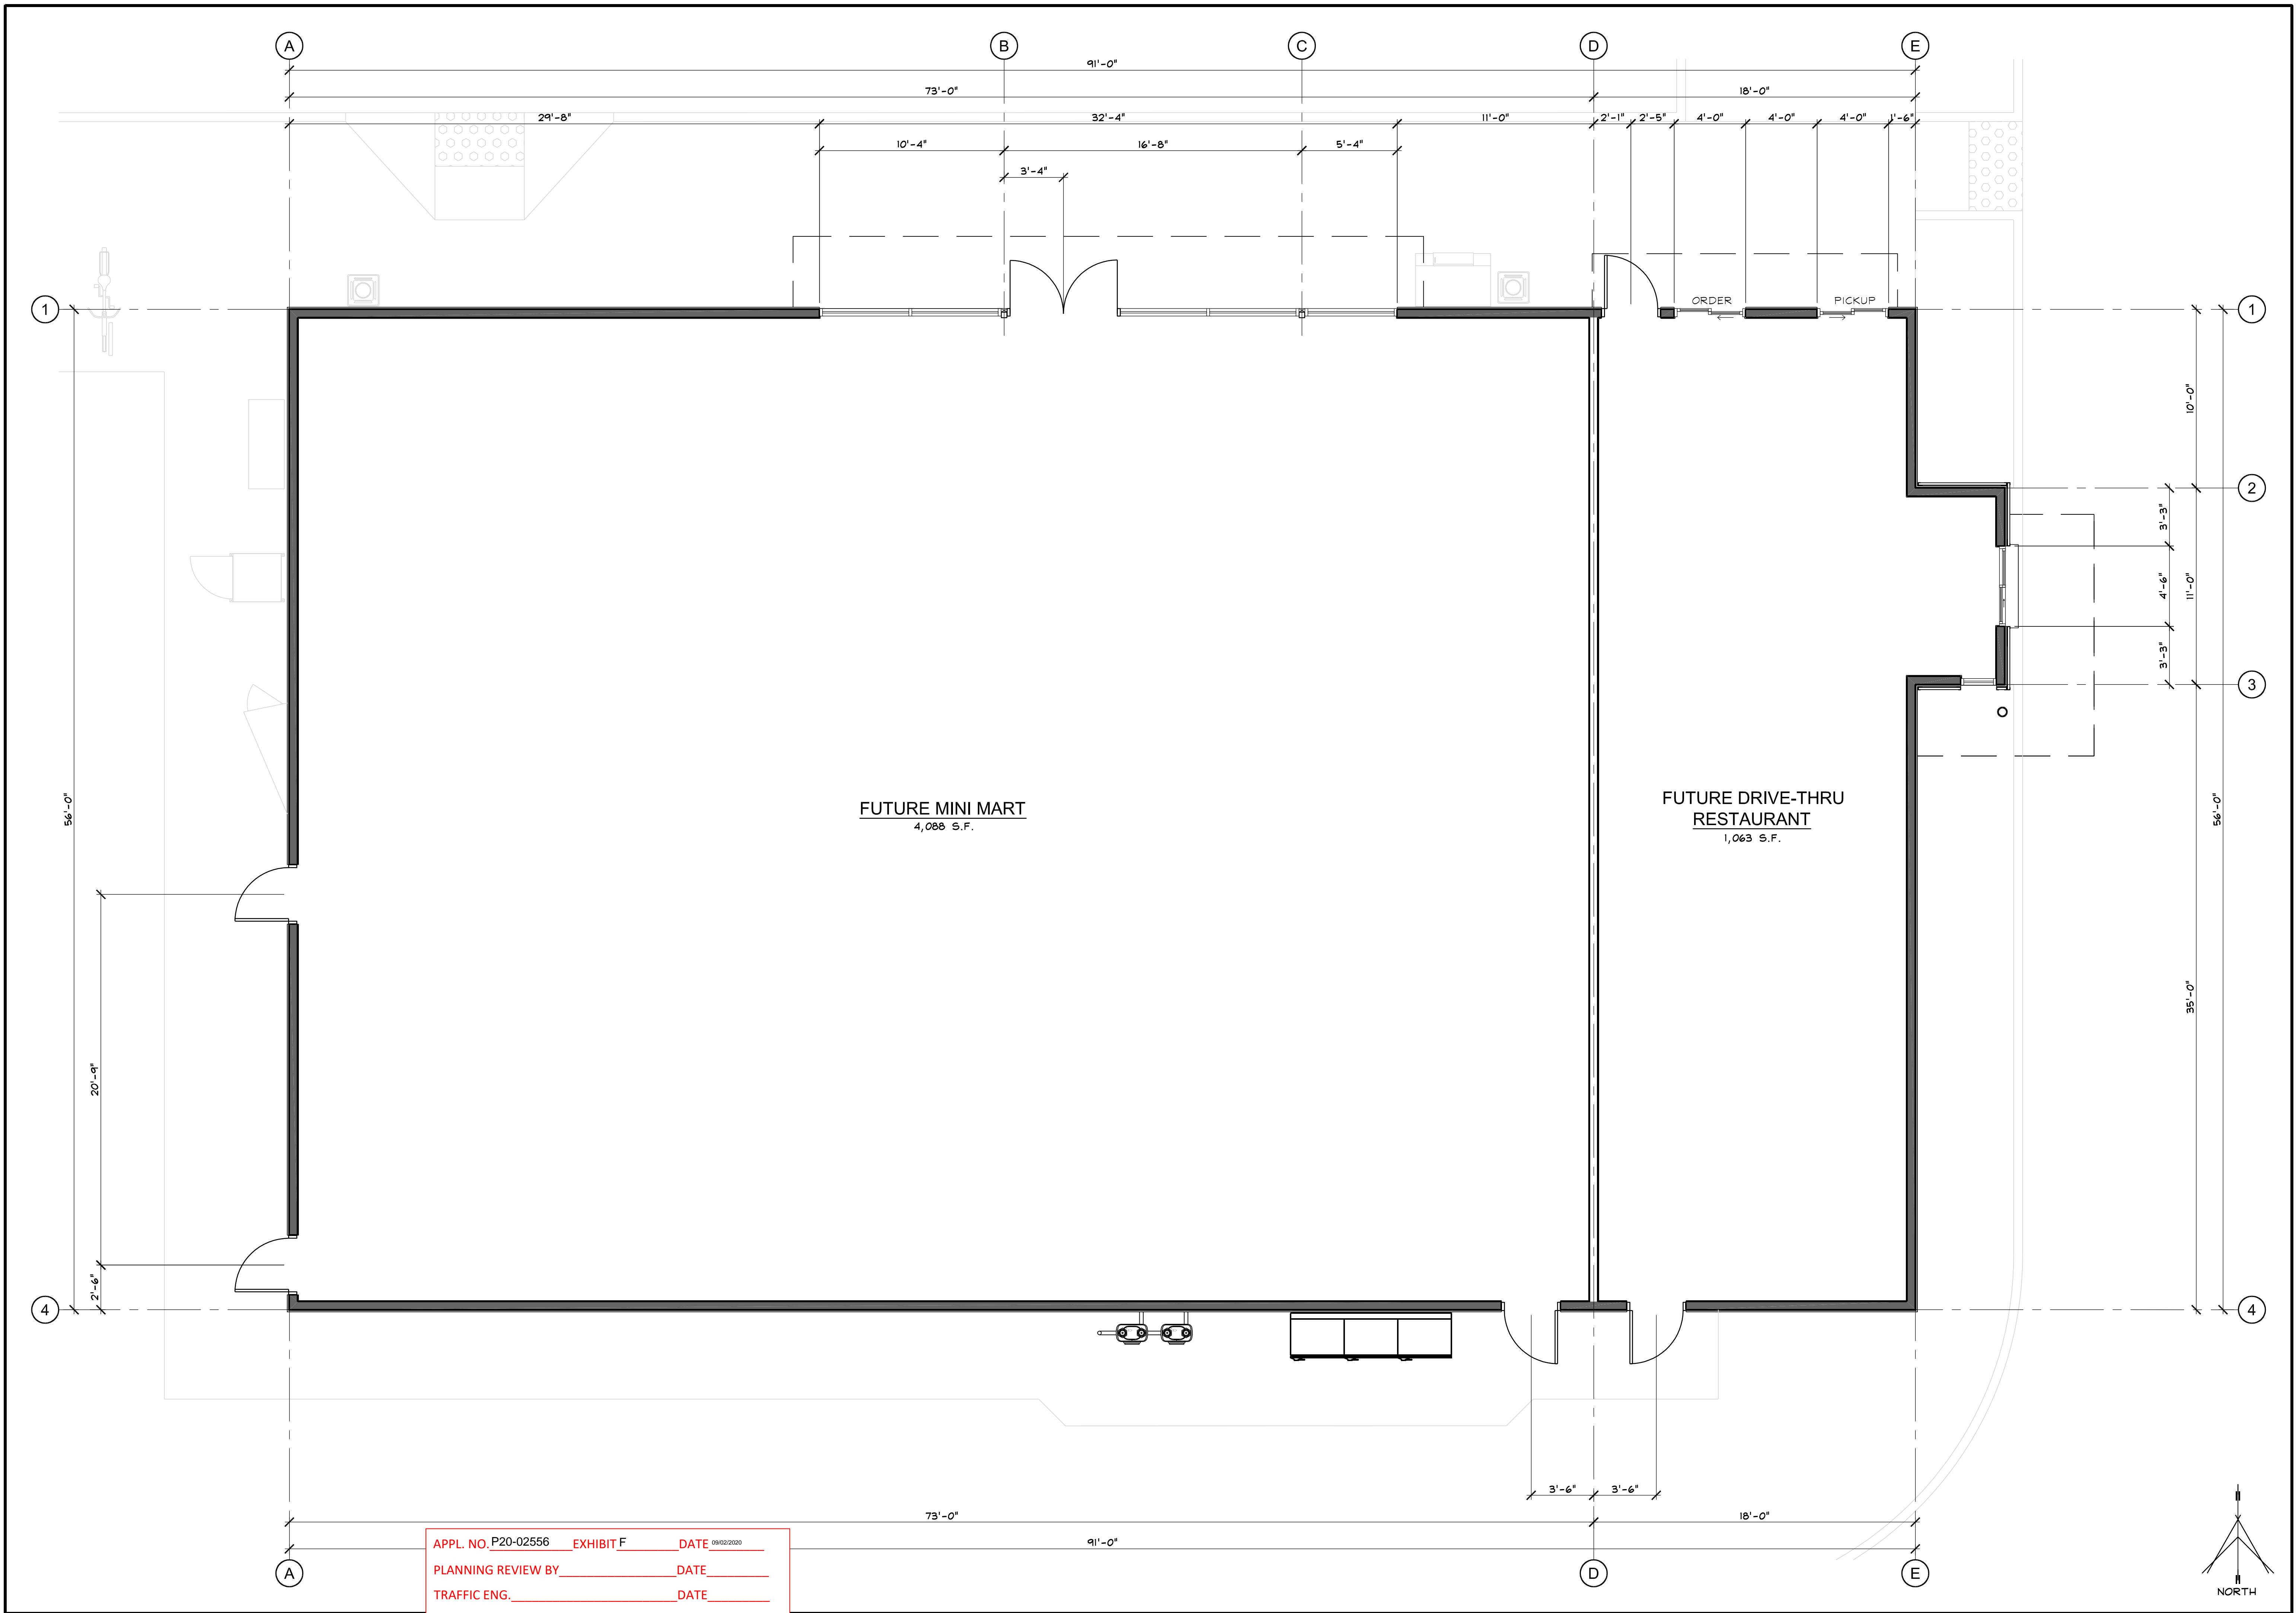 A B C D E
91'-0"
73'-0" 18'-0"
29'-8" 32'-4" 11'-0" 2'-1" 2'-5" 4'-0" 4'-0" 4'-0" 1'-6"
10'-4" 16'-8" 5'-4"
3'-4"
1 ORDER PICKUP 1
10'-0"
2
3'-3"
4'-6" 11'-0"
3'-3"
3
56'-0" 56'-0"
FUTURE MINI MART
4,088 S.F.
FUTURE DRIVE-THRU
RESTAURANT
1,063 S.F.
35'-0"
20'-9"
2'-6"
4 4
3'-6" 3'-6"
73'-0" 18'-0"
91'-0"
A D E
APPL. NO. P20-02556 EXHIBIT F DATE 09/02/2020
PLANNING REVIEW BY DATE
TRAFFIC ENG. DATE
NORTH